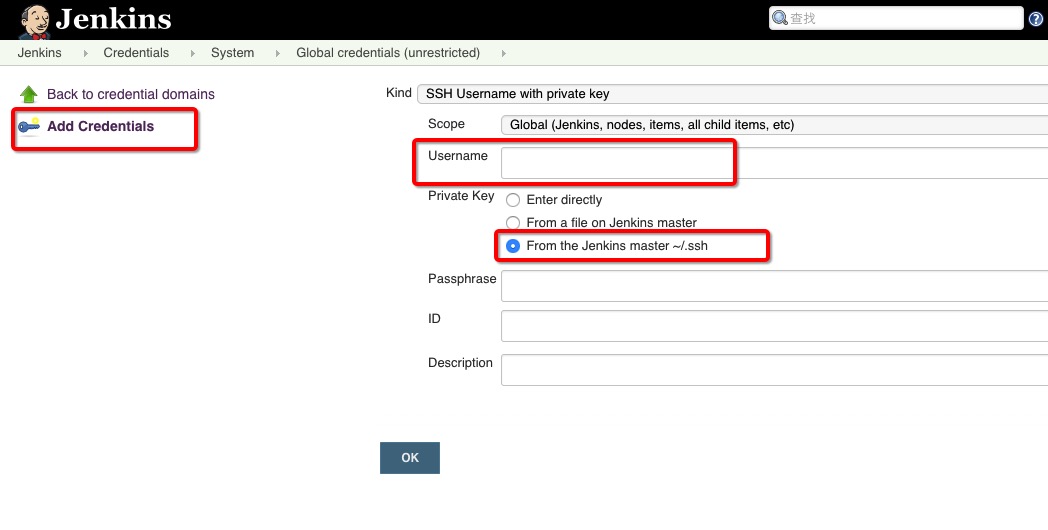 Jenkins
查找
?
Jenkins Credentials System Global credentials (unrestricted)
Back to credential domains
Add Credentials
Kind SSH Username with private key
Scope Global (Jenkins, nodes, items, all child items, etc)
Username
Private Key Enter directly
From a file on Jenkins master
From the Jenkins master ~/.ssh
Passphrase
ID
Description
OK